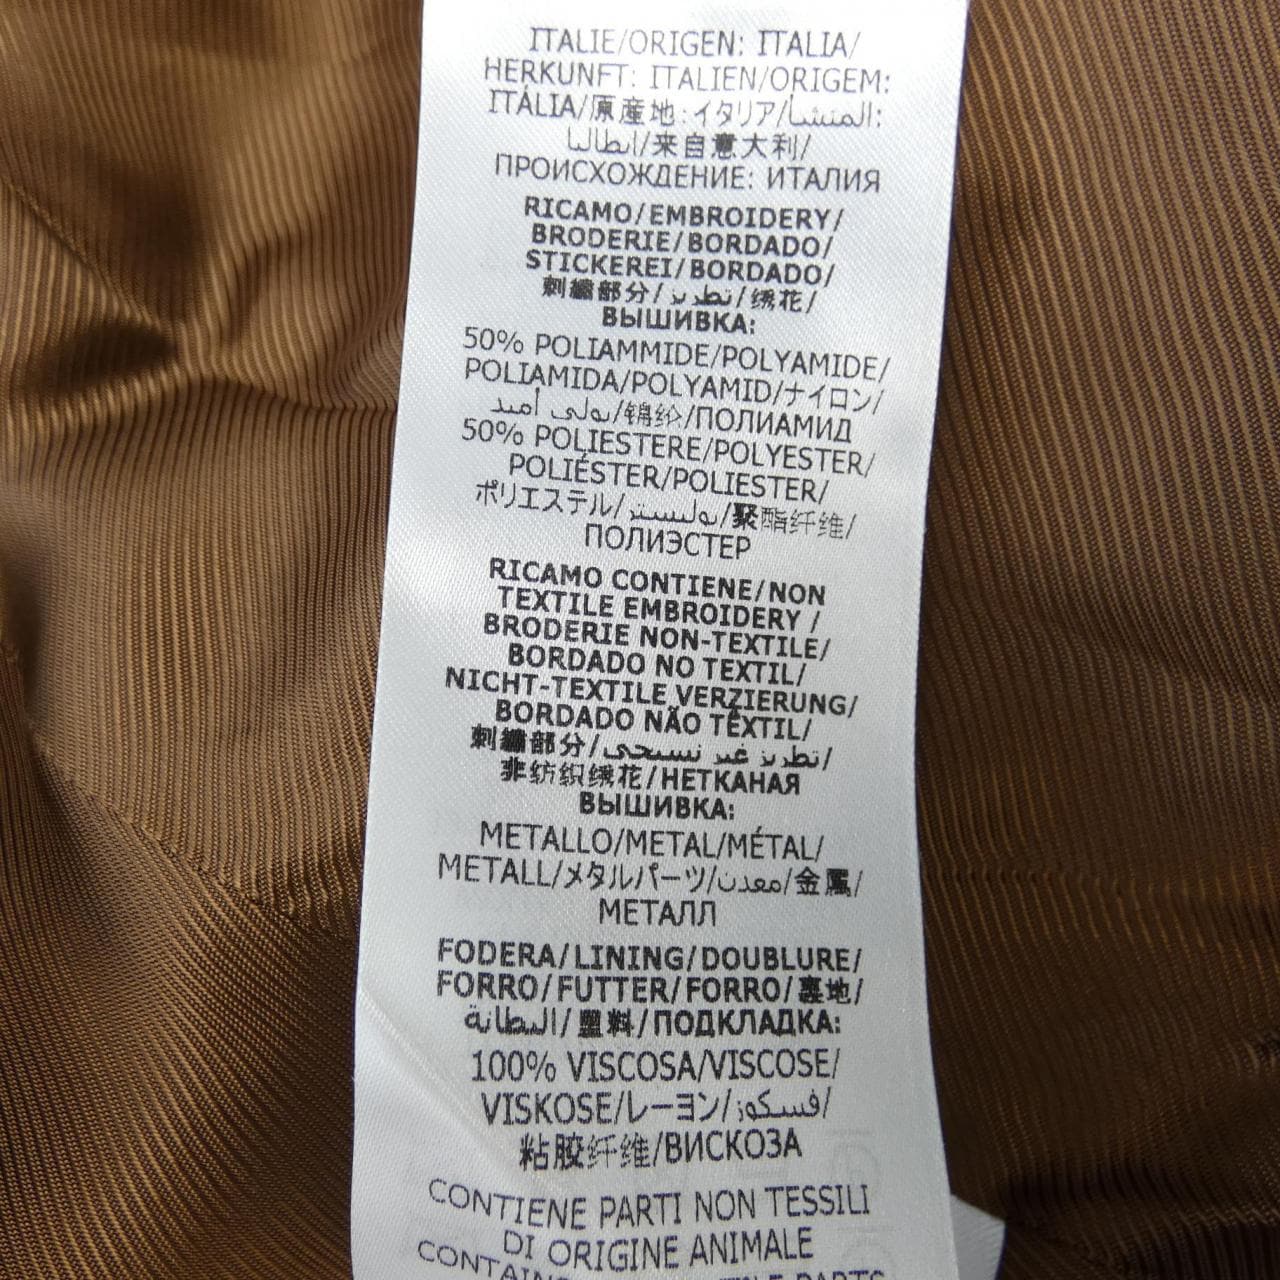 ITALIE/ORIGEN: ITALIA/
HERKUNFT: ITALIEN/ORIGEM:
ITÁLIA/原産地:イタリア/المنشأ:
ايطاليا/来自意大利/
ПРОИСХОЖДЕНИЕ: ИТАЛИЯ
RICAMO/EMBROIDERY/
BRODERIE/BORDADO/
STICKEREI/BORDADO/
刺繍部分/تطريز/绣花/
ВЫШИВКА:
50% POLIAMMIDE/POLYAMIDE/
POLIAMIDA/POLYAMID/ナイロン/
بولي أميد/锦纶/ПОЛИАМИД
50% POLIESTERE/POLYESTER/
POLIÉSTER/POLIESTER/
ポリエステル/بوليستر/聚酯纤维/
ПОЛИЭСТЕР
RICAMO CONTIENE/NON
TEXTILE EMBROIDERY /
BRODERIE NON-TEXTILE/
BORDADO NO TEXTIL/
NICHT-TEXTILE VERZIERUNG/
BORDADO NÃO TÊXTIL/
刺繍部分/تطريز غير نسيجي/
非纺织绣花/НЕТКАНАЯ
ВЫШИВКА:
METALLO/METAL/MÉTAL/
METALL/メタルパーツ/معدن/金属/
МЕТАЛЛ
FODERA/LINING/DOUBLURE/
FORRO/FUTTER/FORRO/裏地/
البطانة/里料/ПОДКЛАДКА:
100% VISCOSA/VISCOSE/
VISKOSE/レーヨン/فسكوز/
粘胶纤维/ВИСКОЗА
CONTIENE PARTI NON TESSILI
DI ORIGINE ANIMALE